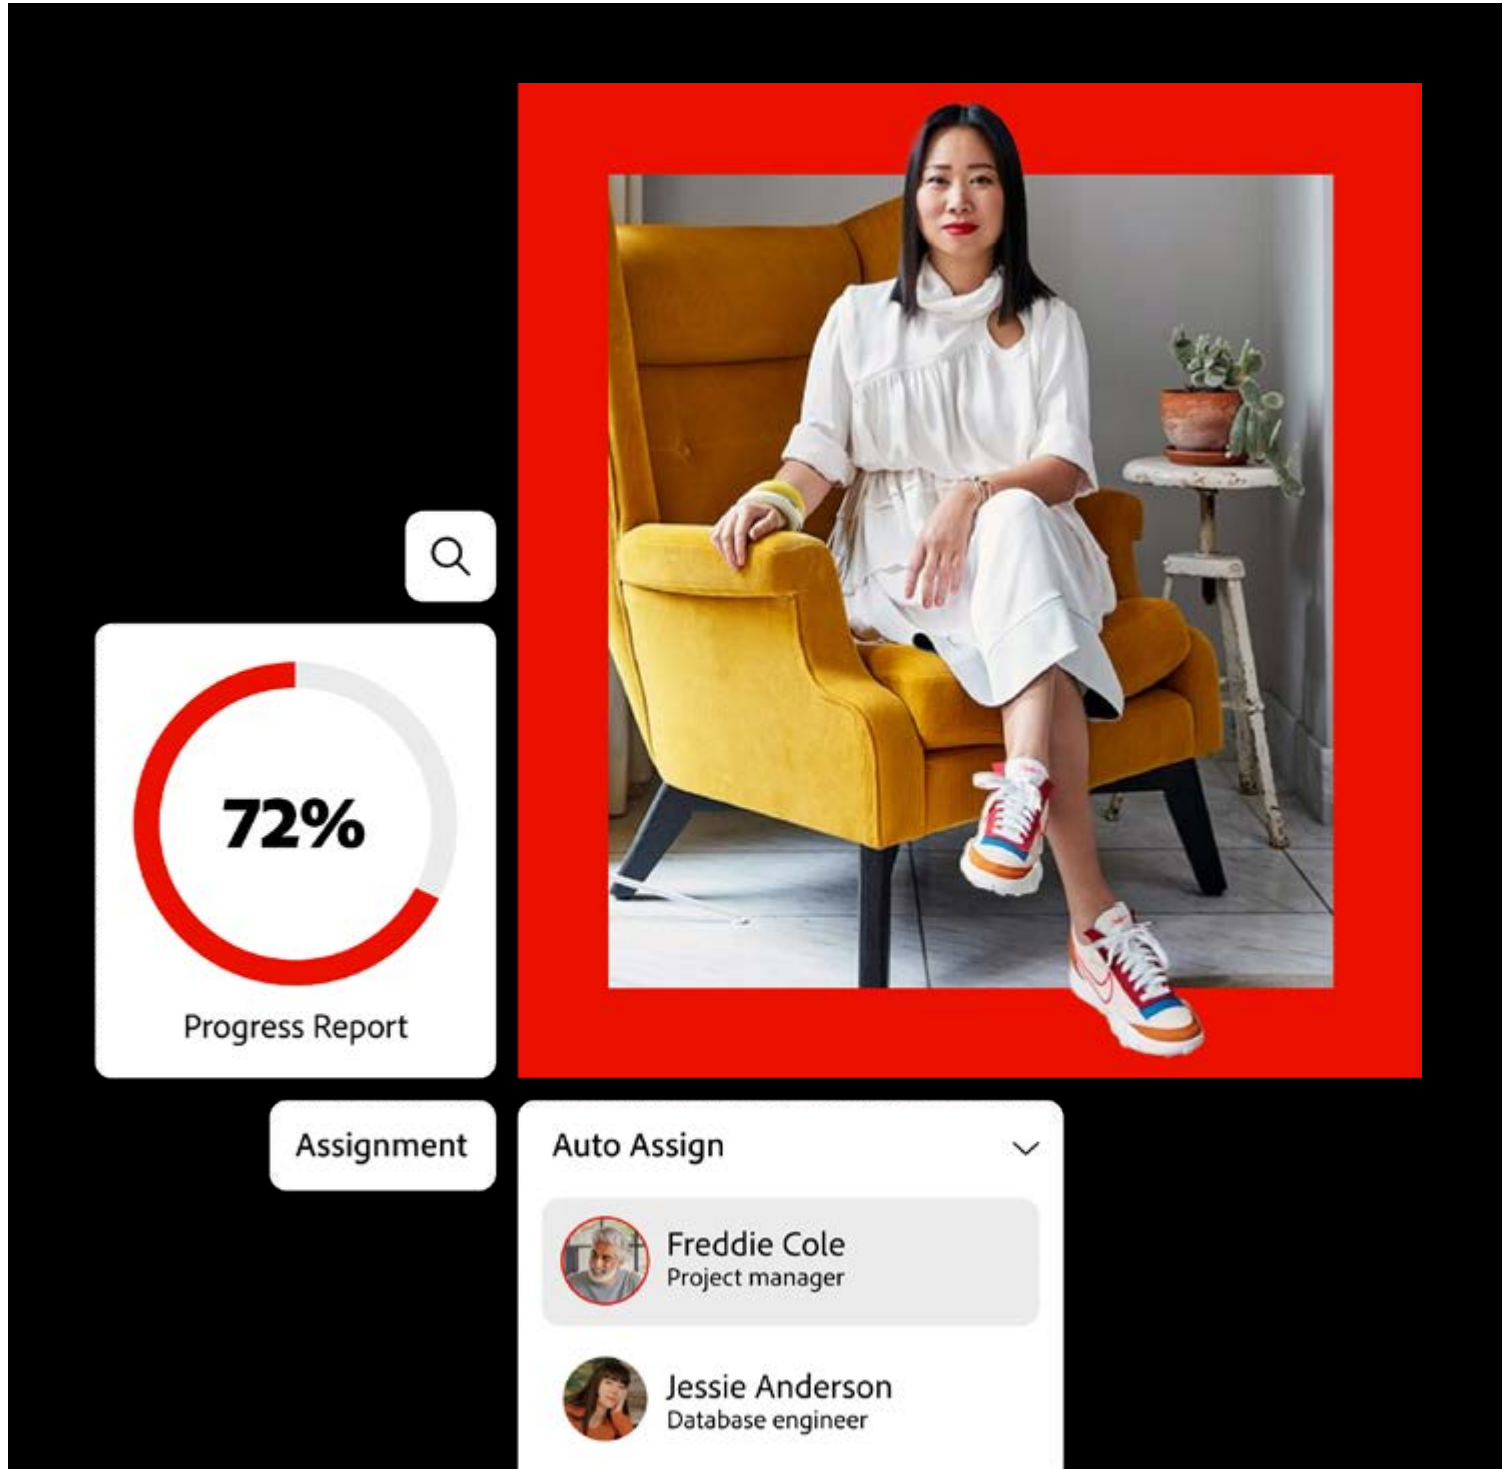 72%
Progress Report
Assignment
Auto Assign
Freddie Cole
Project manager
Jessie Anderson
Database engineer